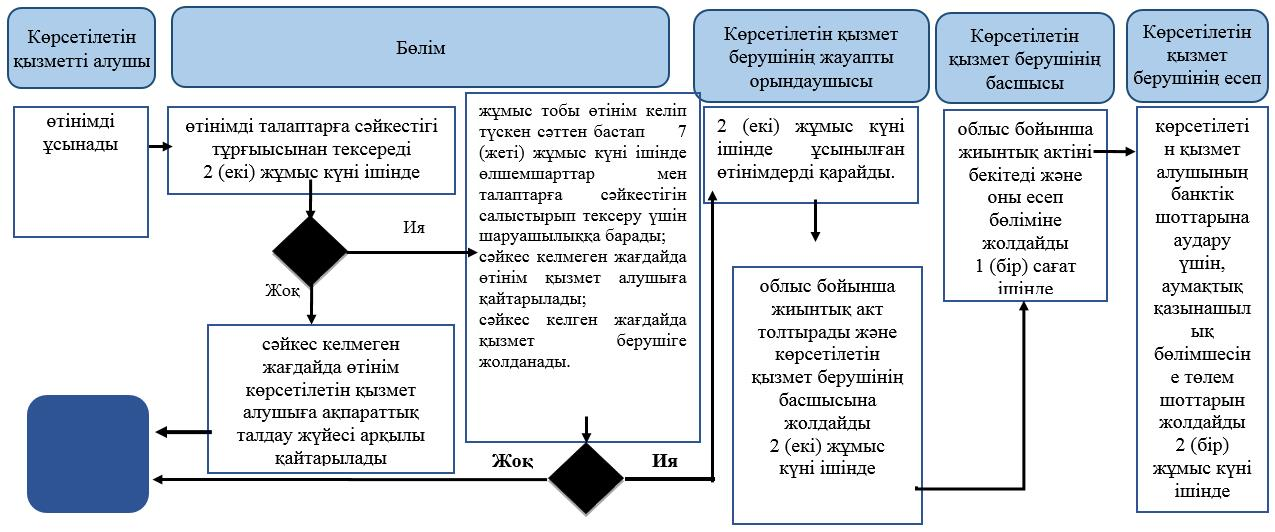 Көрсетілетін
қызметті алушы
Бөлім
Көрсетілетін қызмет
берушінің жауапты
орындаушысы
Көрсетілетін
қызмет берушінің
басшысы
Көрсетілетін
қызмет
берушінің есеп
өтінімді
ұсынады
өтінімді талаптарға сәйкестігі
тұрғыысынан тексереді
2 (екі) жұмыс күні ішінде
Ия
Жоқ
сәйкес келмеген
жағдайда өтінім
көрсетілетін қызмет
алушыға ақпараттық
талдау жүйесі арқылы
қайтарылады
жұмыс тобы өтінім келіп
түскен сәттен бастап 7
(жеті) жұмыс күні ішінде
өлшемшарттар мен
талаптарға сәйкестігін
салыстырып тексеру үшін
шаруашылыққа барады;
сәйкес келмеген жағдайда
өтінім қызмет алушыға
қайтарылады;
сәйкес келген жағдайда
қызмет берушіге
жолданады.
Жоқ
Ия
2 (екі) жұмыс күні
ішінде ұсынылған
өтінімдерді қарайды.
облыс бойынша
жиынтық акт
толтырады және
көрсетілетін
қызмет берушінің
басшысына
жолдайды
2 (екі) жұмыс
күні ішінде
облыс бойынша
жиынтық актіні
бекітеді және
оны есеп
бөліміне
жолдайды
1 (бір) сағат
ішінде
көрсетілеті
н қызмет
алушының
банктік
шоттарына
аудару
үшін,
аумақтық
қазынашыл
ық
бөлімшесін
е төлем
шоттарын
жолдайды
2 (бір)
жұмыс күні
ішінде